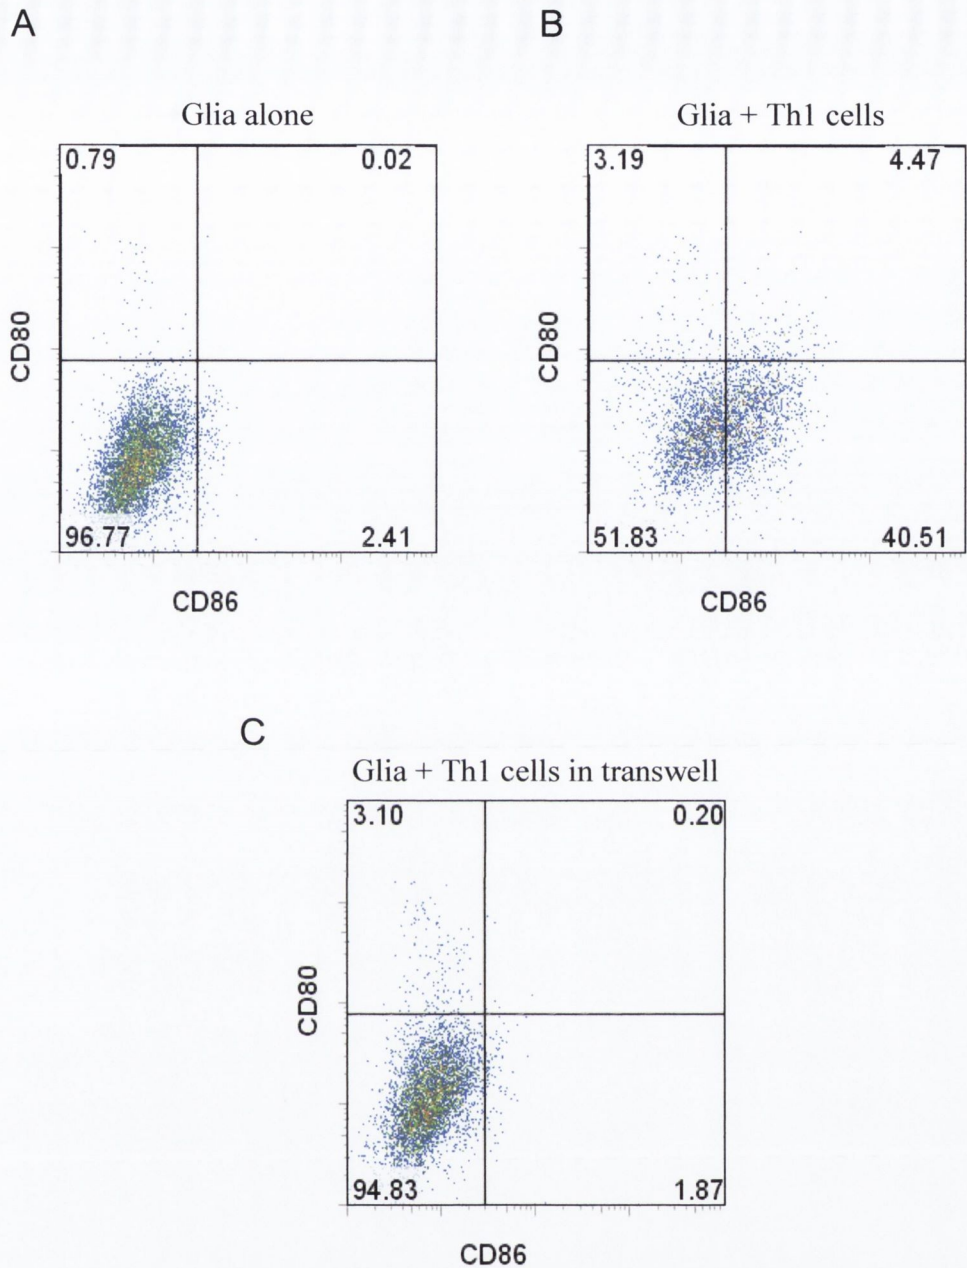 A
Glia alone
0.79 0.02
CD80
96.77 2.41
CD86
B
Glia + Th1 cells
3.19 4.47
CD80
51.83 40.51
CD86
C
Glia + Th1 cells in transwell
3.10 0.20
CD80
94.83 1.87
CD86